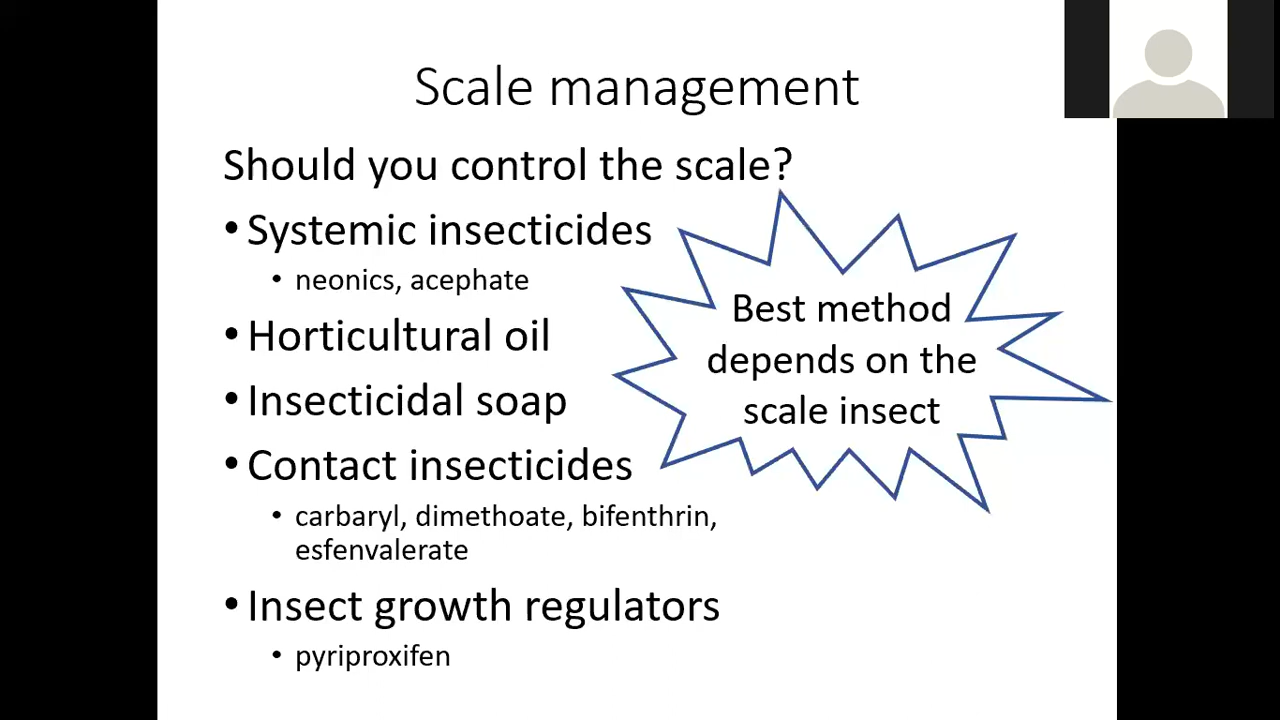 Scale management
Should you control the scale?
•Systemic insecticides
• neonics, acephate
•Horticultural oil
•Insecticidal soap
•Contact insecticides
• carbaryl, dimethoate, bifenthrin,
esfenvalerate
•Insect growth regulators
• pyriproxifen
Best method
depends on the
scale insect